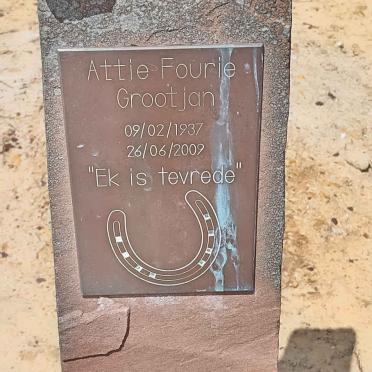 Attie Fourie
Grootjan
09/02/1937
26/06/2009
"Ek is tevrede"